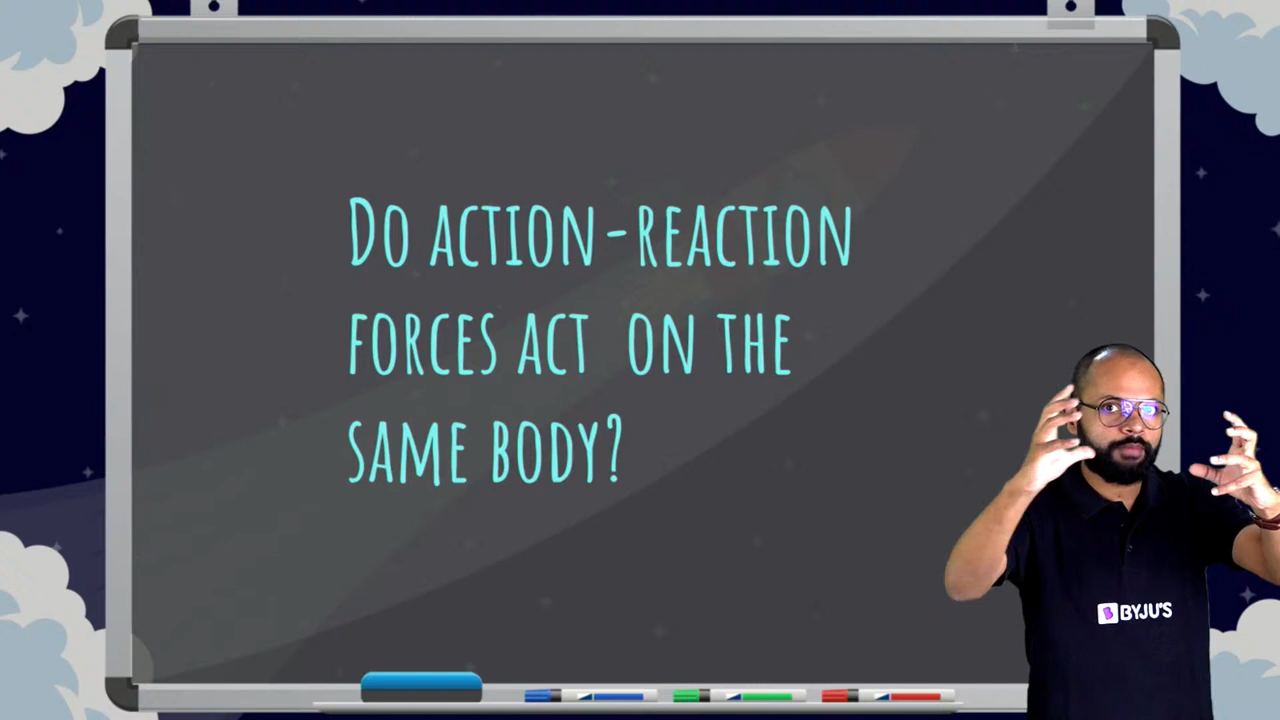 Do action-reaction
forces act on the
same body?
BYJU'S